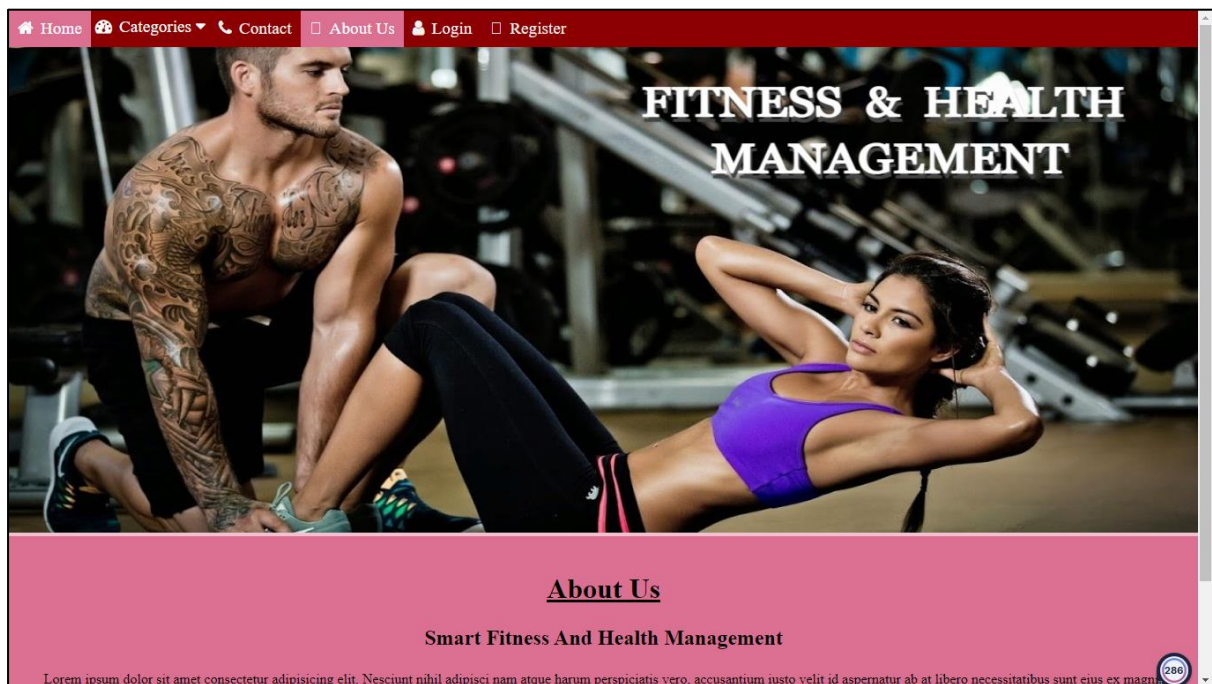 Home Categories Contact About Us Login Register
FITNESS & HEALTH
MANAGEMENT
About Us
Smart Fitness And Health Management
Lorem ipsum dolor sit amet consectetur adipisicing elit. Nesciunt nihil adipisci nam atque harum perspiciatis vero, accusantium iusto velit id aspernatur ab at libero necessitatibus sunt eius ex
286